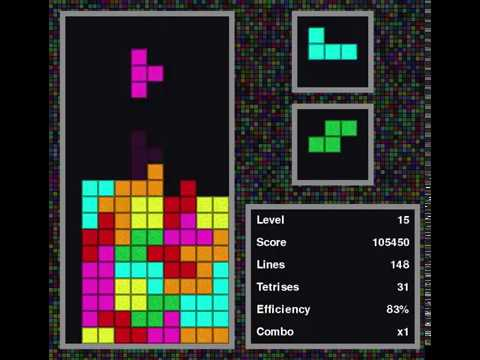 Level 15
Score 105450
Lines 148
Tetrises 31
Efficiency 83%
Combo x1